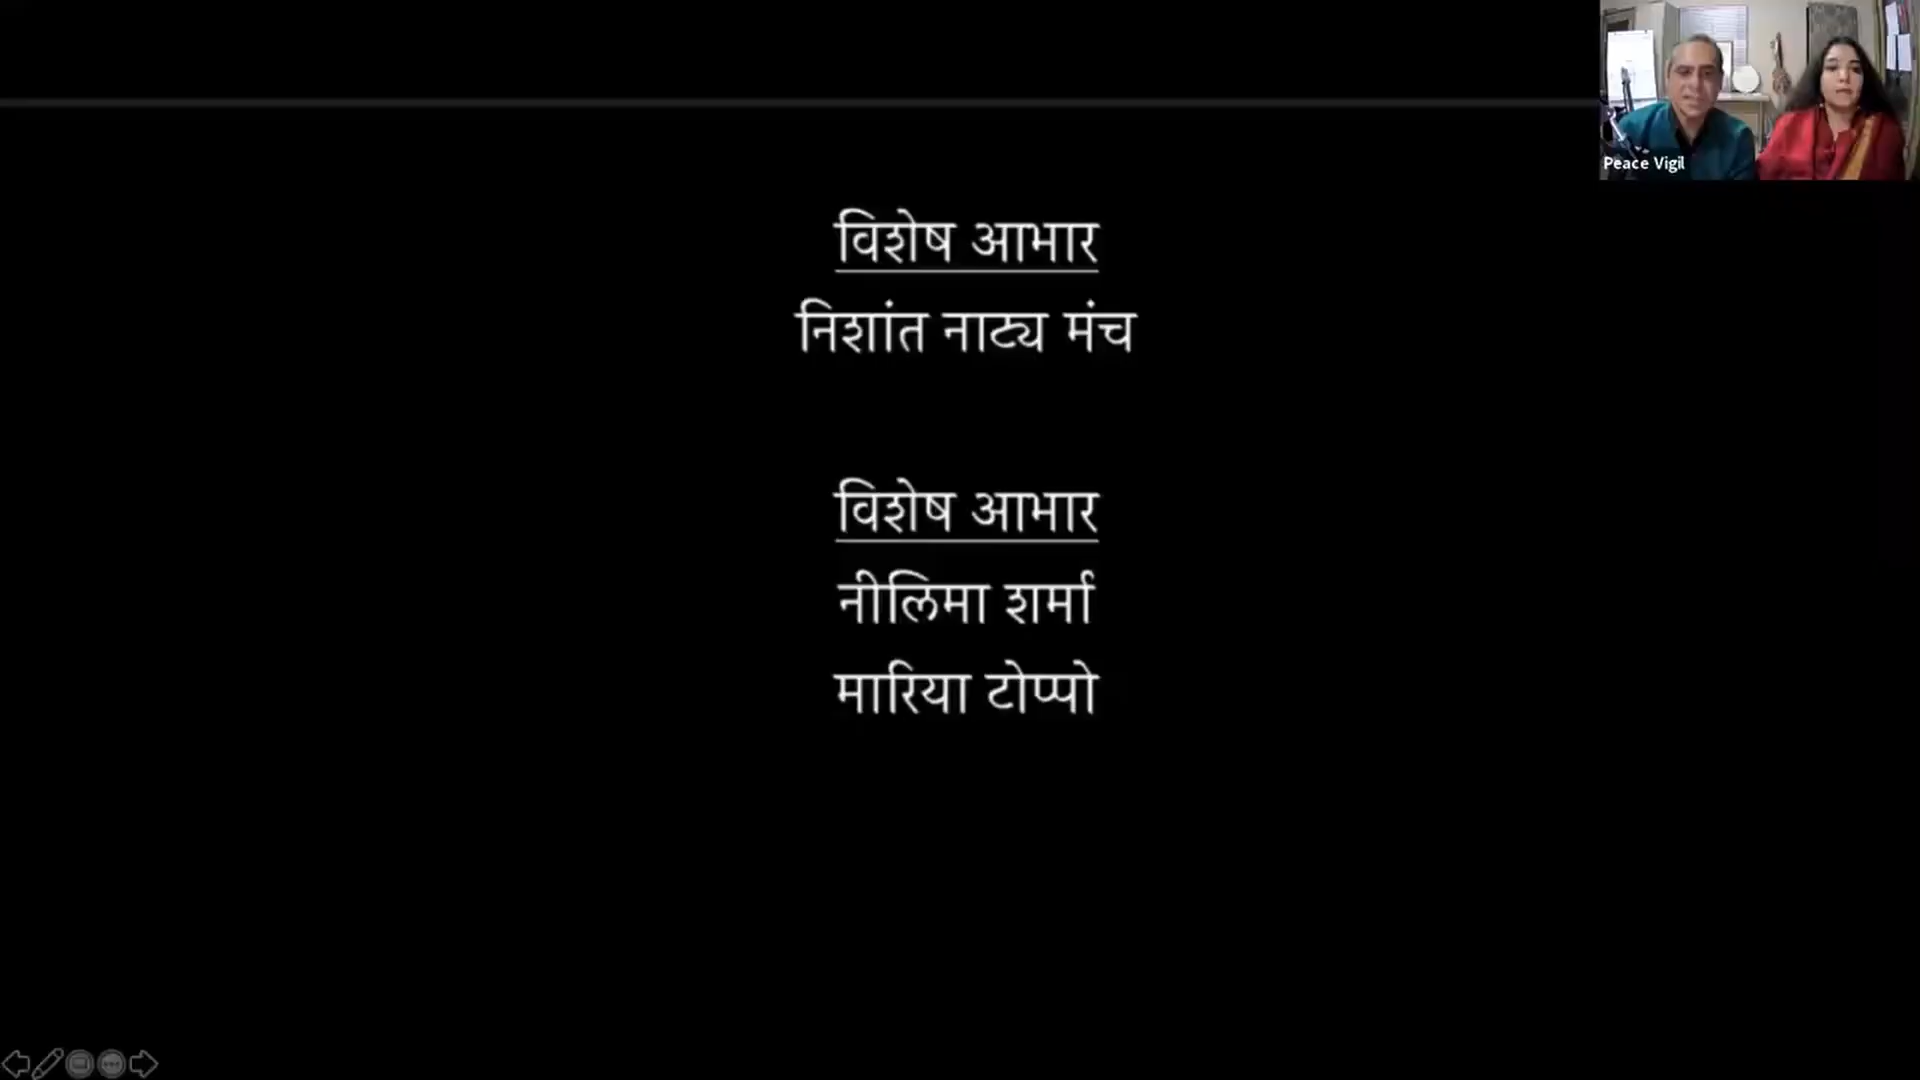 विशेष आभार
निशांत नाट्य मंच
विशेष आभार
नीलिमा शर्मा
मारिया टोप्पो
Peace Vigil